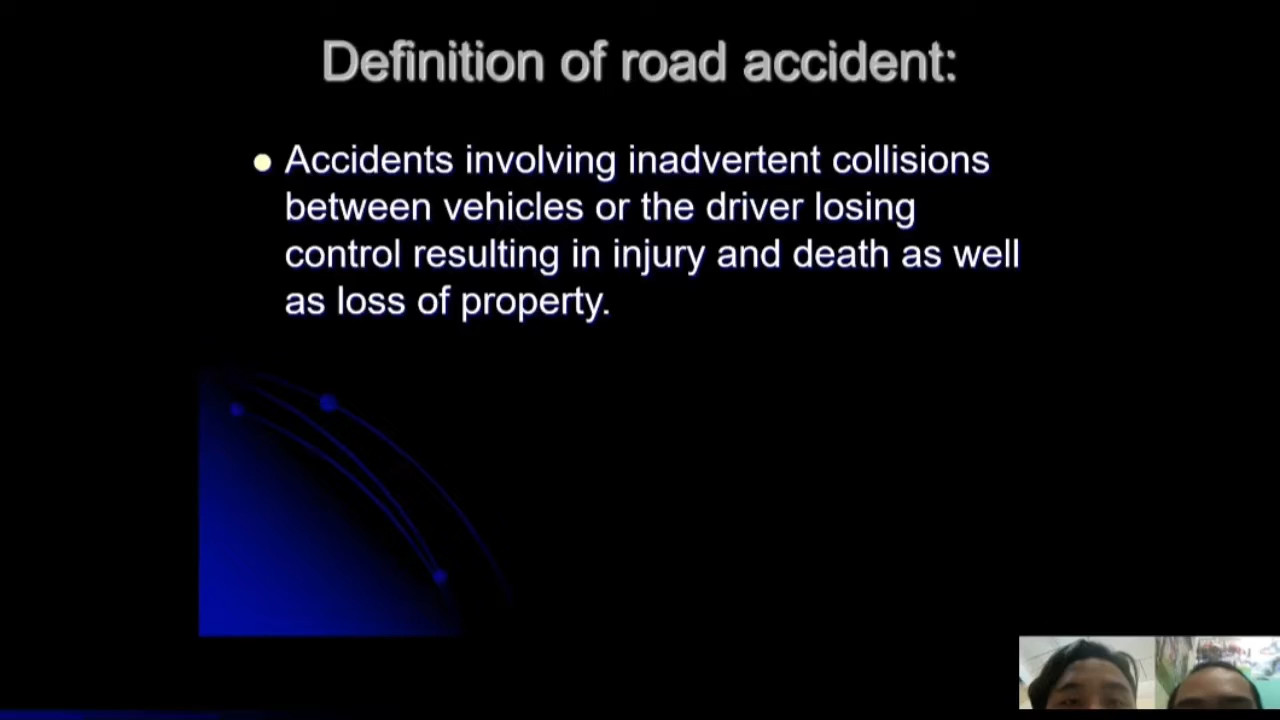 Definition of road accident:
● Accidents involving inadvertent collisions
between vehicles or the driver losing
control resulting in injury and death as well
as loss of property.